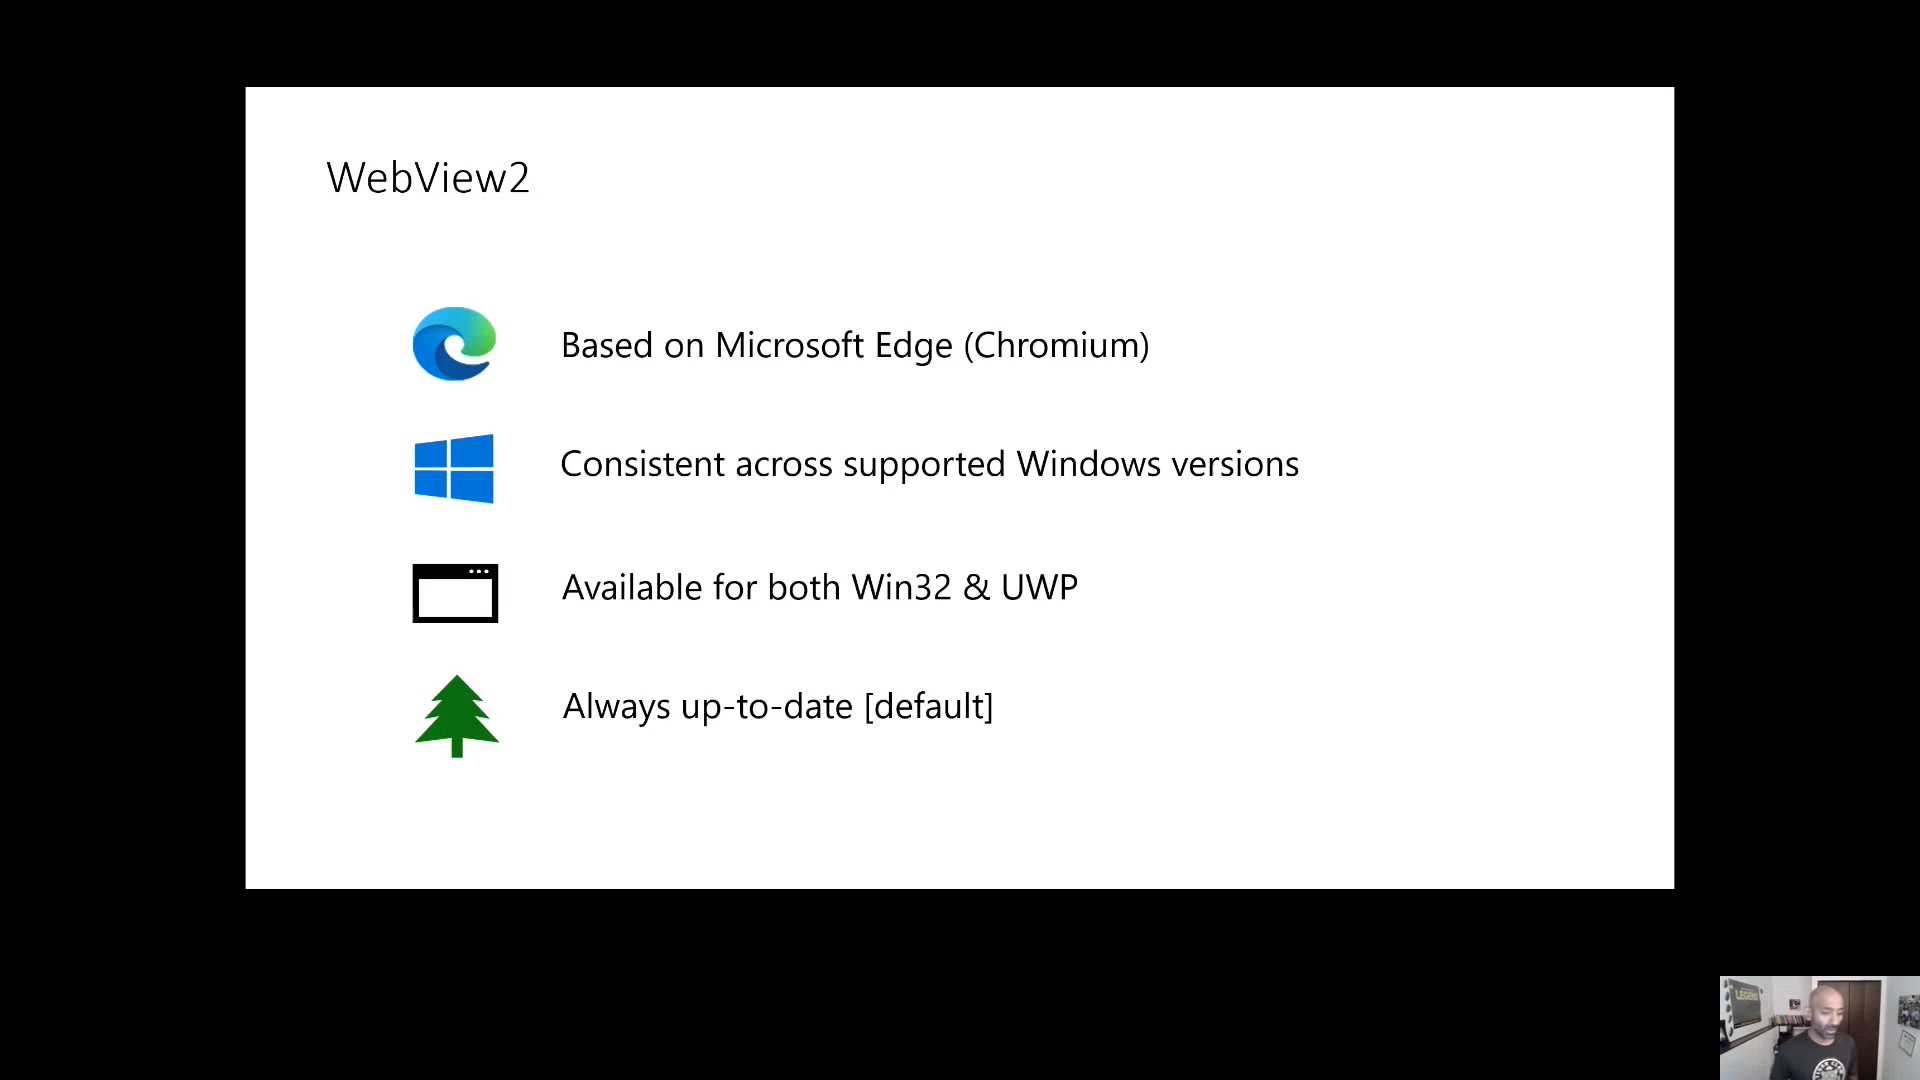 WebView2
Based on Microsoft Edge (Chromium)
Consistent across supported Windows versions
Available for both Win32 & UWP
Always up-to-date [default]
LEGEND